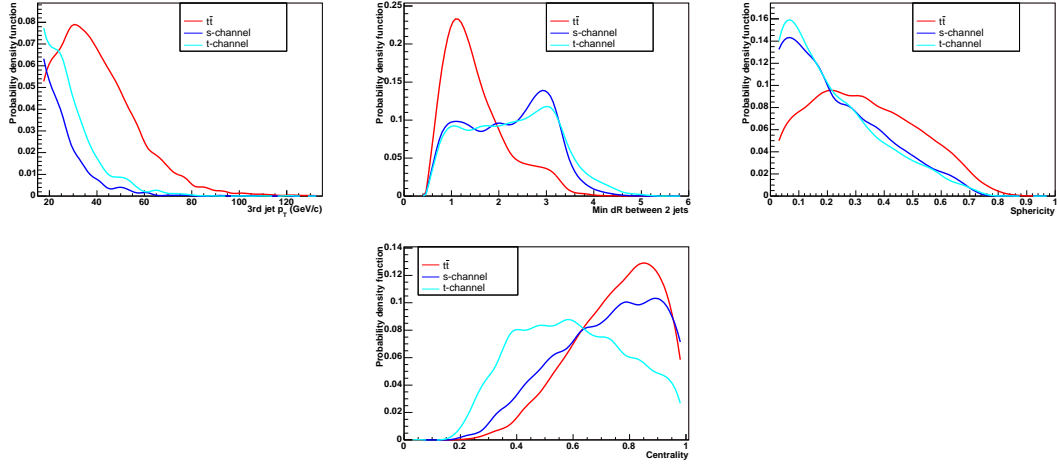 Probability density function
0.08
0.07
0.06
0.05
0.04
0.03
0.02
0.01
0
20 40 60 80 100 120
3rd jet p_T (GeV/c)
tt̄
s-channel
t-channel
Probability density function
0.25
0.20
0.15
0.10
0.05
0
0 1 2 3 4 5 6
Min dR between 2 jets
tt̄
s-channel
t-channel
Probability density function
0.16
0.14
0.12
0.10
0.08
0.06
0.04
0.02
0
0 0.1 0.2 0.3 0.4 0.5 0.6 0.7 0.8 0.9 1
Sphericity
tt̄
s-channel
t-channel
Probability density function
0.14
0.12
0.10
0.08
0.06
0.04
0.02
0
0 0.2 0.4 0.6 0.8 1
Centrality
tt̄
s-channel
t-channel